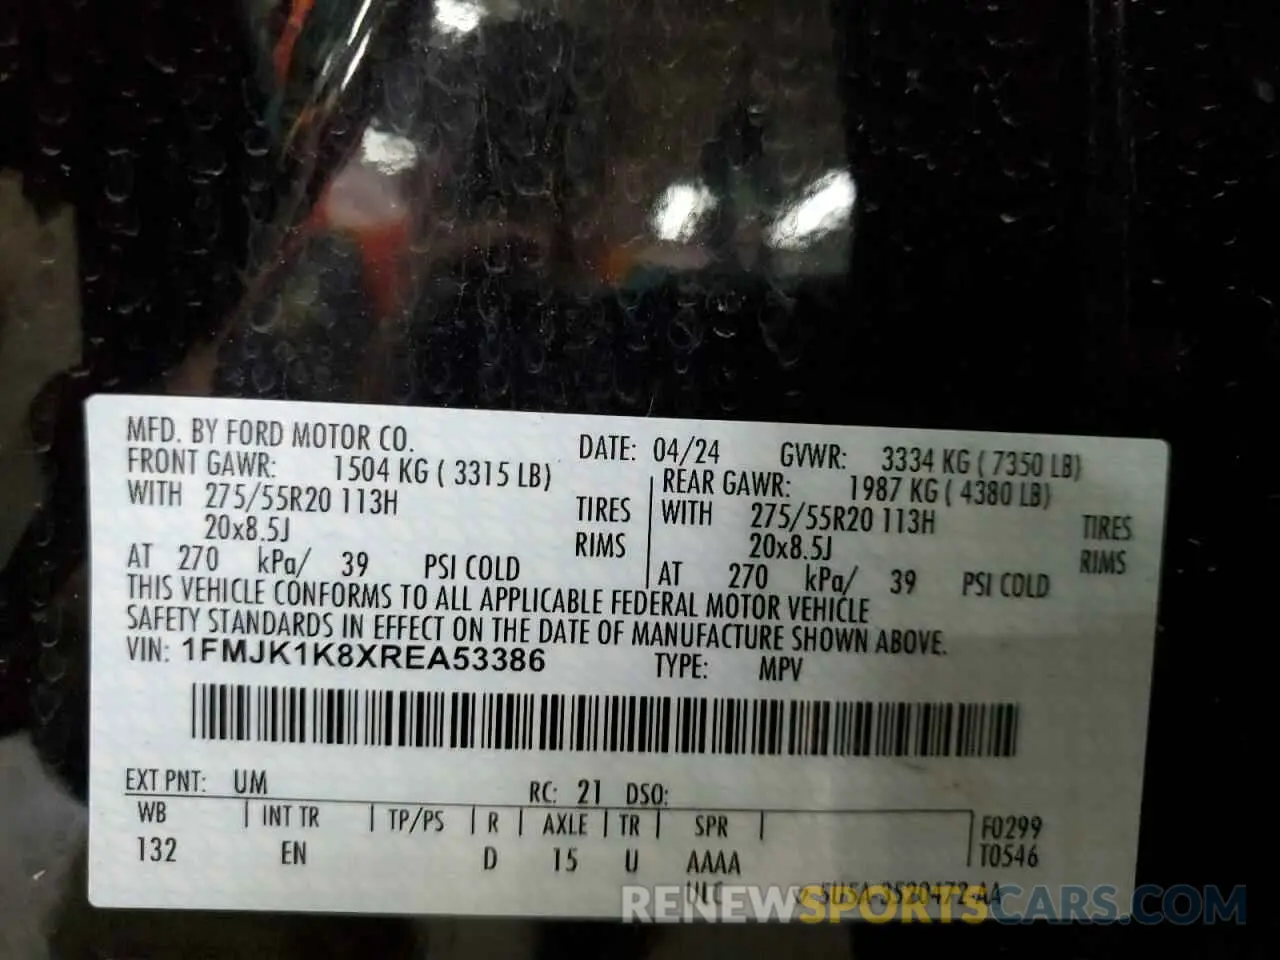 MFD. BY FORD MOTOR CO. DATE: 04/24 GVWR: 3334 KG ( 7350 LB)
FRONT GAWR: 1504 KG ( 3315 LB) REAR GAWR: 1987 KG ( 4380 LB)
WITH 275/55R20 113H TIRES WITH 275/55R20 113H TIRES
20x8.5J RIMS 20x8.5J RIMS
AT 270 kPa/ 39 PSI COLD AT 270 kPa/ 39 PSI COLD
THIS VEHICLE CONFORMS TO ALL APPLICABLE FEDERAL MOTOR VEHICLE
SAFETY STANDARDS IN EFFECT ON THE DATE OF MANUFACTURE SHOWN ABOVE.
VIN: 1FMJK1K8XREA53386 TYPE: MPV
EXT PNT: UM RC: 21 DSO:
WB INT TR TP/PS R AXLE TR SPR F0299
132 EN D 15 U AAAA T0546
ULC
RENEWSPORTSCARS.COM